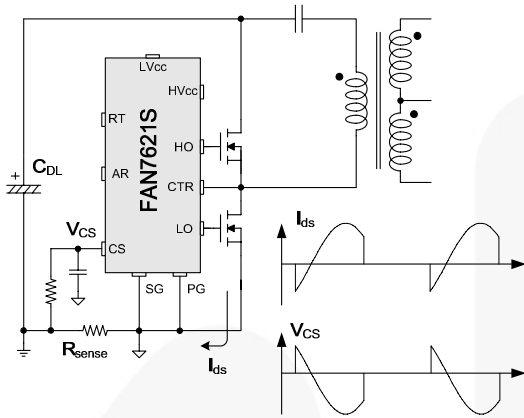 LVcc
HVcc
RT
FAN7621S
HO
CDL
+
AR
CTR
VCS
LO
Ids
CS
SG
PG
Rsense
Ids
VCS